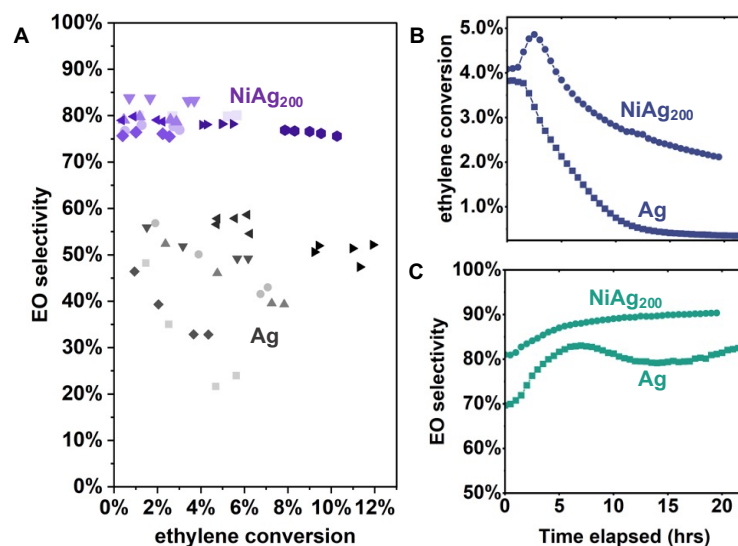 A
100%
90%
80%
70%
60%
50%
40%
30%
20%
10%
0%
EO selectivity
NiAg200
Ag
0% 2% 4% 6% 8% 10% 12%
ethylene conversion
B
5.0%
4.0%
3.0%
2.0%
1.0%
ethylene conversion
NiAg200
Ag
C
100%
90%
80%
70%
60%
50%
EO selectivity
NiAg200
Ag
0 5 10 15 20
Time elapsed (hrs)